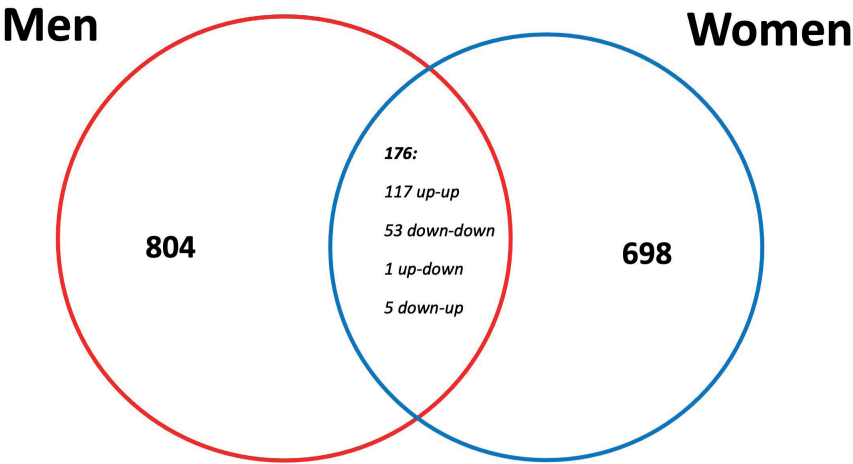 Men
Women
176:
117 up-up
53 down-down
1 up-down
5 down-up
804
698